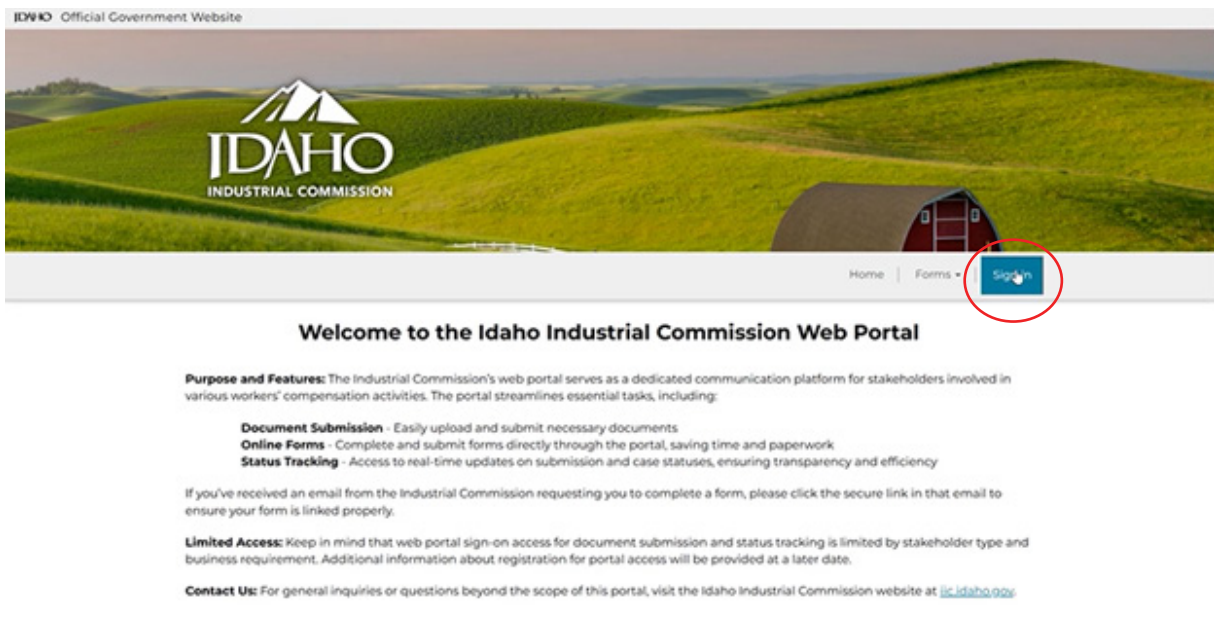 IDAHO Official Government Website
IDAHO
INDUSTRIAL COMMISSION
Home | Forms | Sign In
Welcome to the Idaho Industrial Commission Web Portal
Purpose and Features: The Industrial Commission's web portal serves as a dedicated communication platform for stakeholders involved in
various workers' compensation activities. The portal streamlines essential tasks, including:
Document Submission - Easily upload and submit necessary documents
Online Forms - Complete and submit forms directly through the portal, saving time and paperwork
Status Tracking - Access to real-time updates on submission and case statuses, ensuring transparency and efficiency
If you've received an email from the Industrial Commission requesting you to complete a form, please click the secure link in that email to
ensure your form is linked properly.
Limited Access: Keep in mind that web portal sign-on access for document submission and status tracking is limited by stakeholder type and
business requirement. Additional information about registration for portal access will be provided at a later date.
Contact Us: For general inquiries or questions beyond the scope of this portal, visit the Idaho Industrial Commission website at iic.idaho.gov.